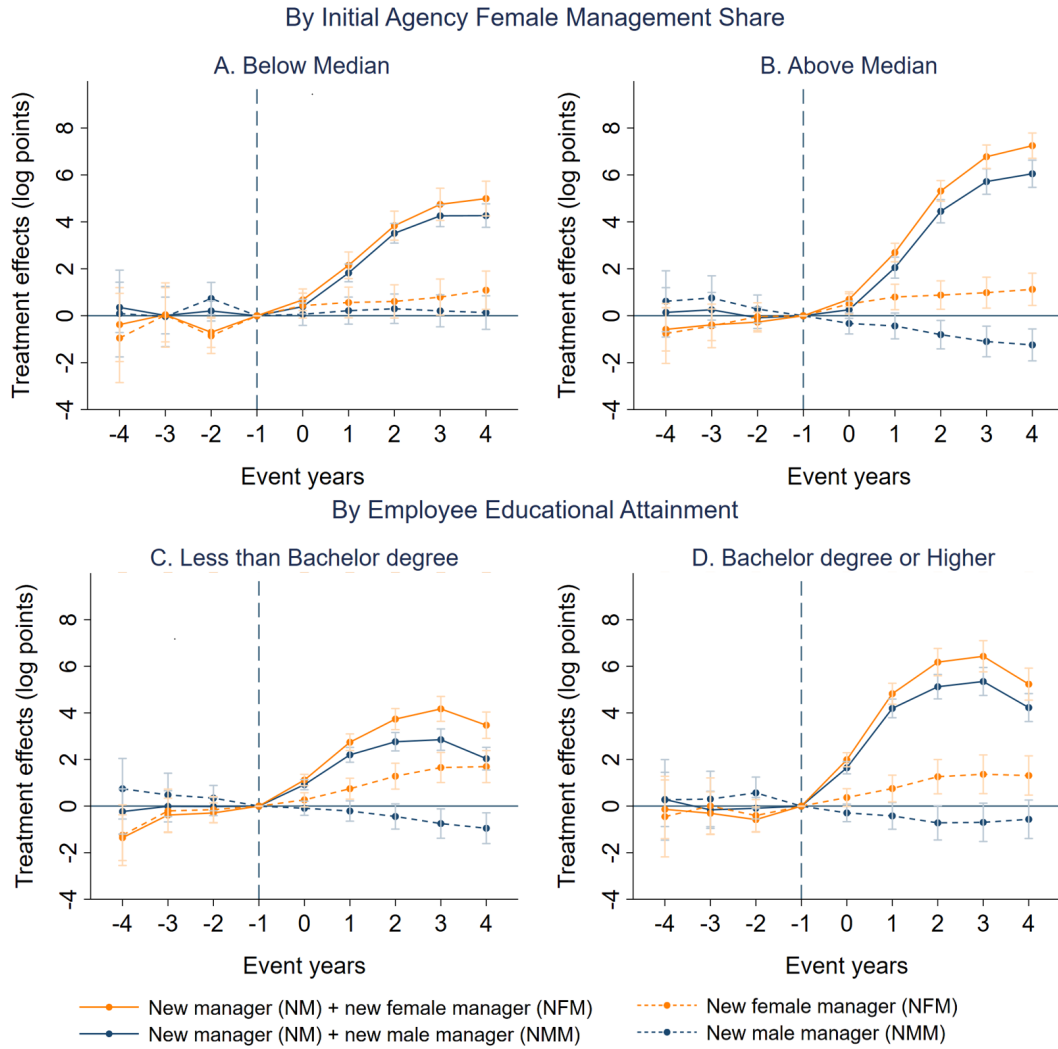 By Initial Agency Female Management Share
A. Below Median
Treatment effects (log points)
8
6
4
2
0
-2
-4
-4 -3 -2 -1 0 1 2 3 4
Event years
B. Above Median
Treatment effects (log points)
8
6
4
2
0
-2
-4
-4 -3 -2 -1 0 1 2 3 4
Event years
By Employee Educational Attainment
C. Less than Bachelor degree
Treatment effects (log points)
8
6
4
2
0
-2
-4
-4 -3 -2 -1 0 1 2 3 4
Event years
D. Bachelor degree or Higher
Treatment effects (log points)
8
6
4
2
0
-2
-4
-4 -3 -2 -1 0 1 2 3 4
Event years
New manager (NM) + new female manager (NFM)
New manager (NM) + new male manager (NMM)
New female manager (NFM)
New male manager (NMM)